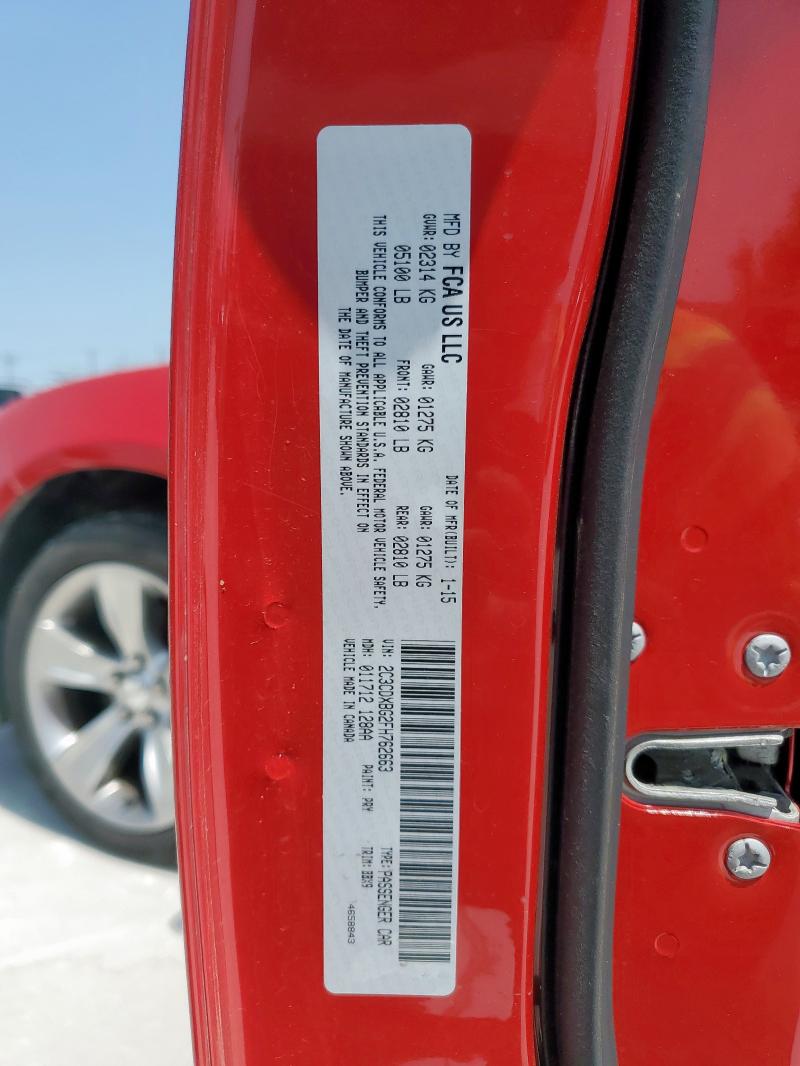 MFD BY FCA US LLC
DATE OF MFR(BUILT): 1-15
GVWR: 02314 KG
GAWR: 01275 KG
GAWR: 01275 KG
05100 LB
FRONT: 02810 LB
REAR: 02810 LB
THIS VEHICLE CONFORMS TO ALL APPLICABLE U.S.A. FEDERAL MOTOR VEHICLE SAFETY,
BUMPER AND THEFT PREVENTION STANDARDS IN EFFECT ON
THE DATE OF MANUFACTURE SHOWN ABOVE.
VIN: 2C3CDXBG2FH762663
TYPE: PASSENGER CAR
MDH: 011712 128AA
PAINT: PRY
TRIM: BBX9
VEHICLE MADE IN CANADA
4658843